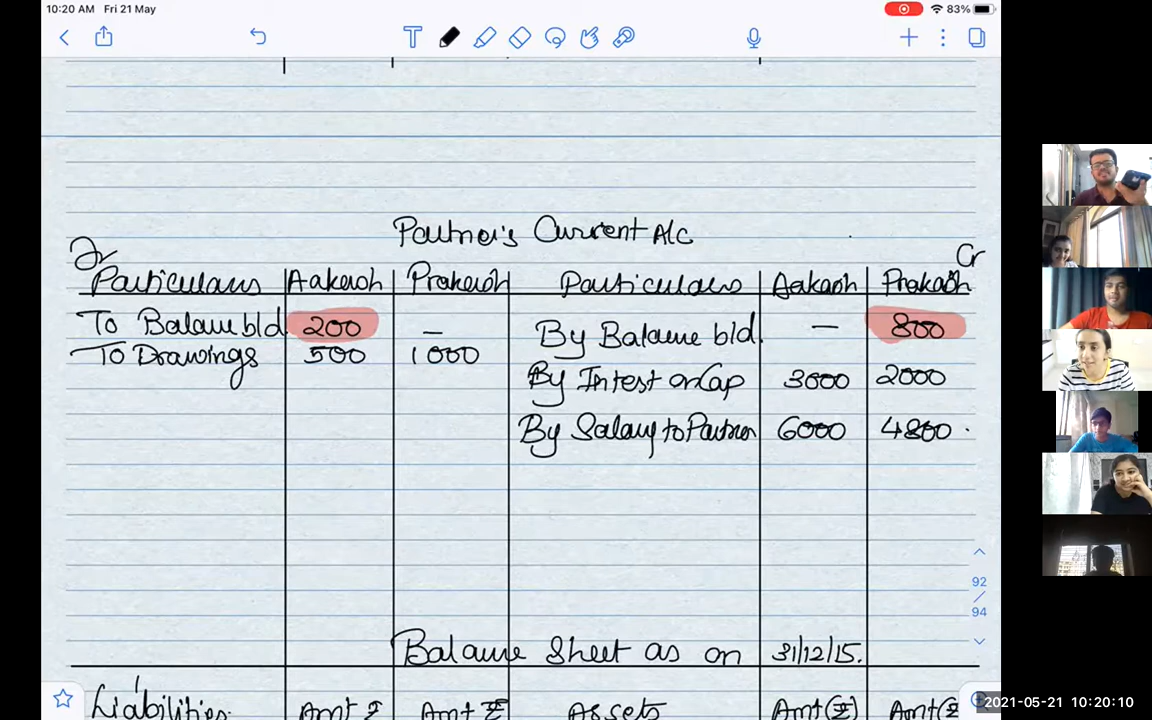 10:20 AM Fri 21 May
83%
T
Partner's Current A/c
Dr
Cr
Particulars Aakash Prakash Particulars Aakash Prakash
To Balance b/d 200 — By Balance b/d. — 800
To Drawings 500 1000
By Intest on Cap 3000 2000
By Salary to Partner 6000 4800
Balance Sheet as on 31/12/15.
92
/
94
Liabilities. Amt ₹ Amt ₹ Assets Amt(₹) Amt(₹
2021-05-21 10:20:10